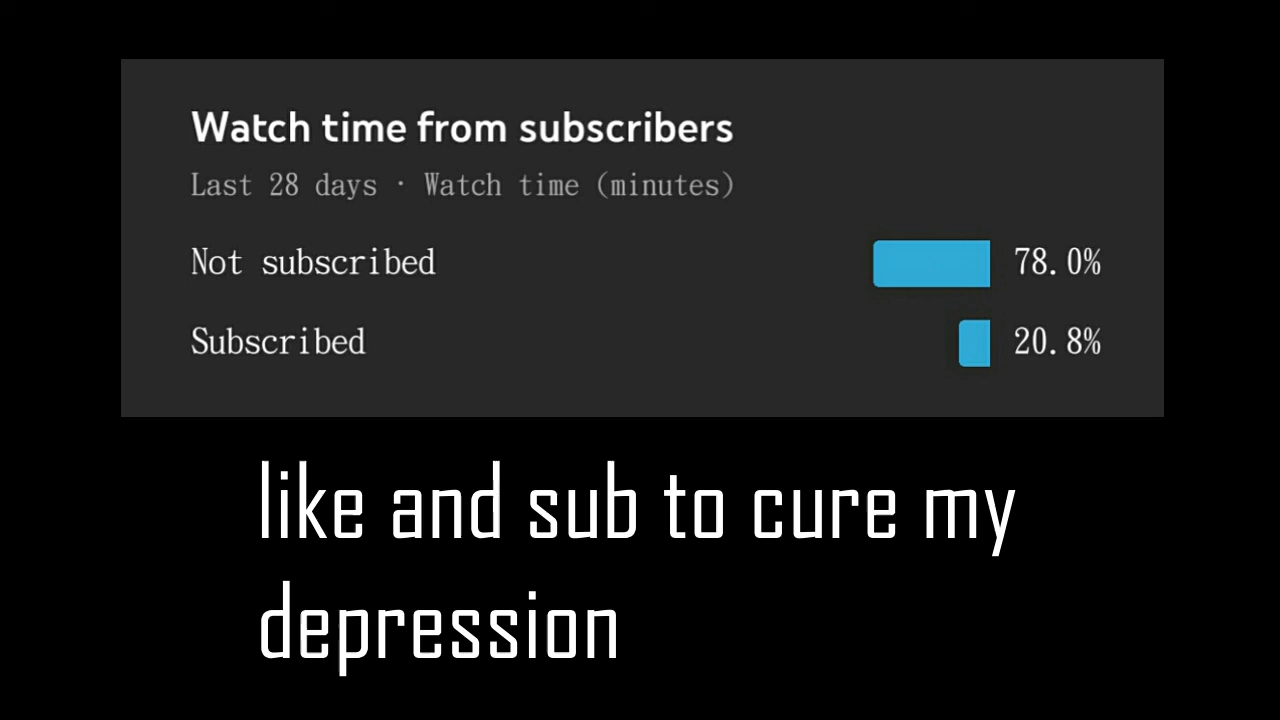 Watch time from subscribers
Last 28 days · Watch time (minutes)
Not subscribed 78.0%
Subscribed 20.8%
like and sub to cure my
depression